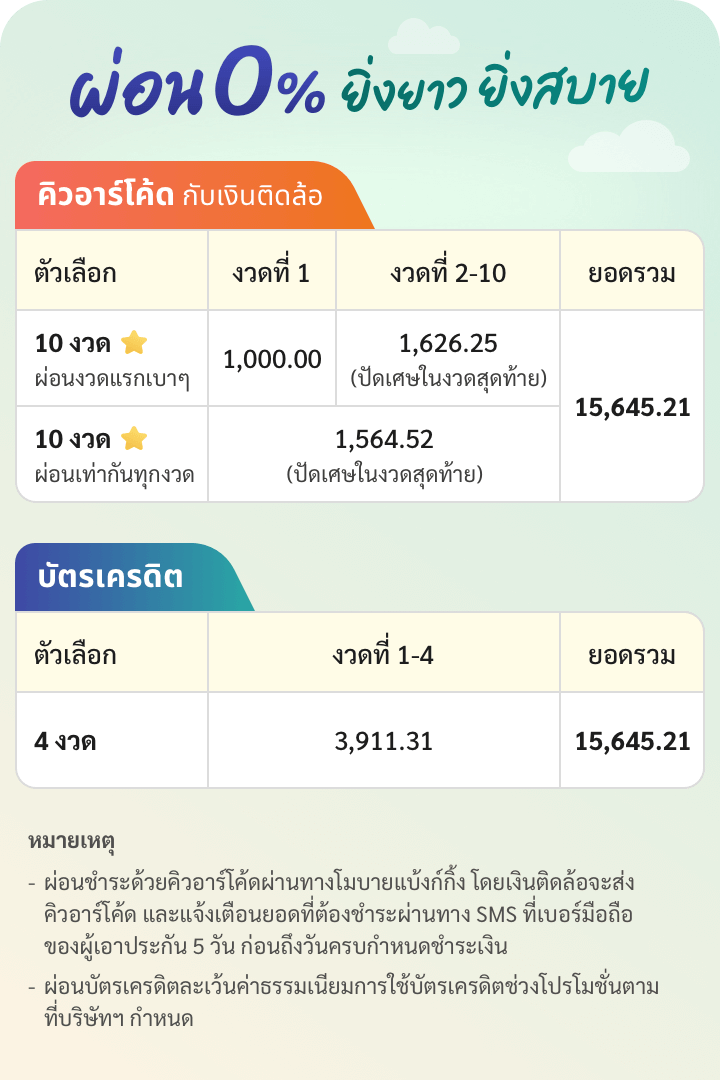 ผ่อน 0% ยิ่งยาว ยิ่งสบาย
คิวอาร์โค้ด กับเงินติดล้อ
ตัวเลือก งวดที่ 1 งวดที่ 2-10 ยอดรวม
10 งวด 1,000.00 1,626.25
ผ่อนงวดแรกเบาๆ (ปัดเศษในงวดสุดท้าย)
15,645.21
10 งวด 1,564.52
ผ่อนเท่ากันทุกงวด (ปัดเศษในงวดสุดท้าย)
บัตรเครดิต
ตัวเลือก งวดที่ 1-4 ยอดรวม
4 งวด 3,911.31 15,645.21
หมายเหตุ
- ผ่อนชำระด้วยคิวอาร์โค้ดผ่านทางโมบายแบ้งก์กิ้ง โดยเงินติดล้อจะส่ง
คิวอาร์โค้ด และแจ้งเตือนยอดที่ต้องชำระผ่านทาง SMS ที่เบอร์มือถือ
ของผู้เอาประกัน 5 วัน ก่อนถึงวันครบกำหนดชำระเงิน
- ผ่อนบัตรเครดิตละเว้นค่าธรรมเนียมการใช้บัตรเครดิตช่วงโปรโมชั่นตาม
ที่บริษัทฯ กำหนด